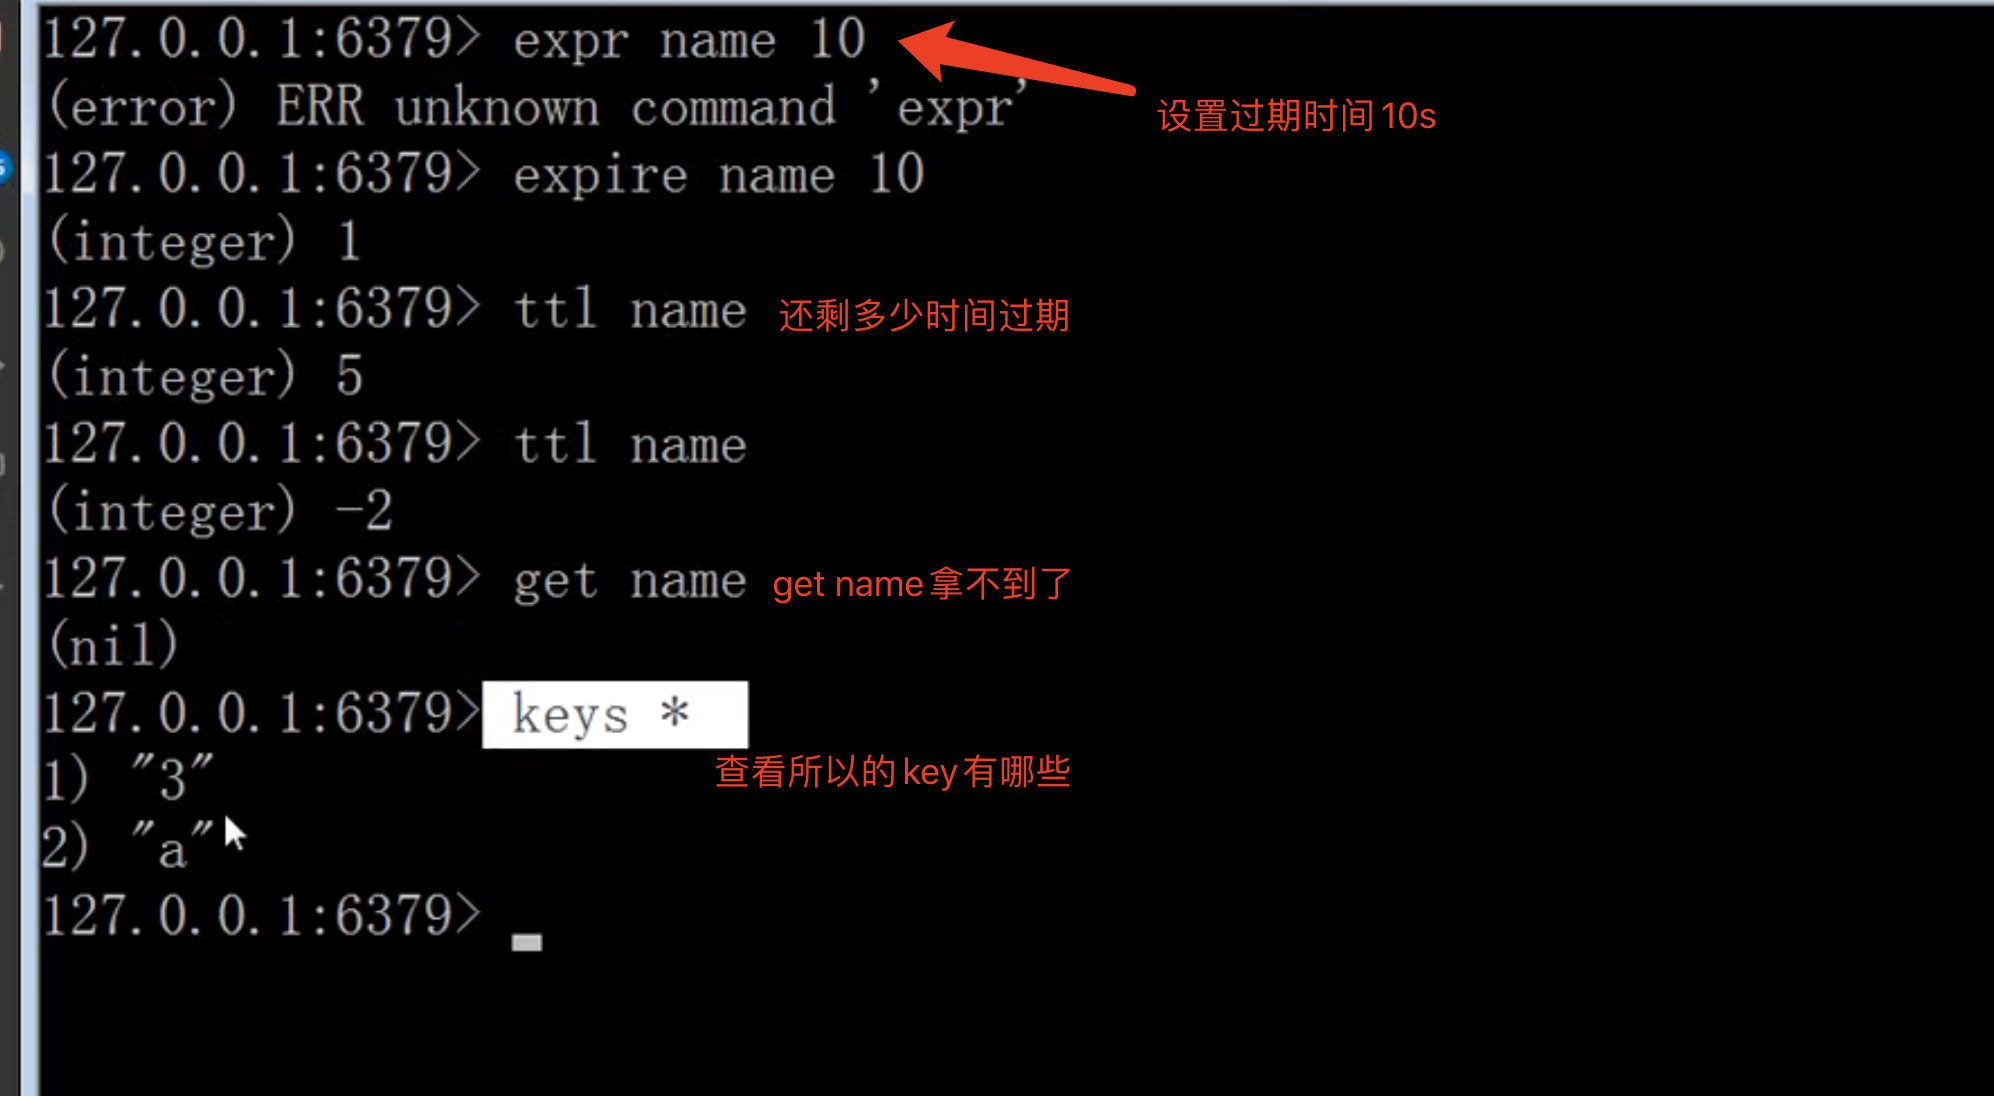 127.0.0.1:6379> expr name 10
(error) ERR unknown command 'expr'
设置过期时间10s
127.0.0.1:6379> expire name 10
(integer) 1
127.0.0.1:6379> ttl name 还剩多少时间过期
(integer) 5
127.0.0.1:6379> ttl name
(integer) -2
127.0.0.1:6379> get name get name拿不到了
(nil)
127.0.0.1:6379> keys *
查看所以的key有哪些
1) "3"
2) "a"
127.0.0.1:6379>